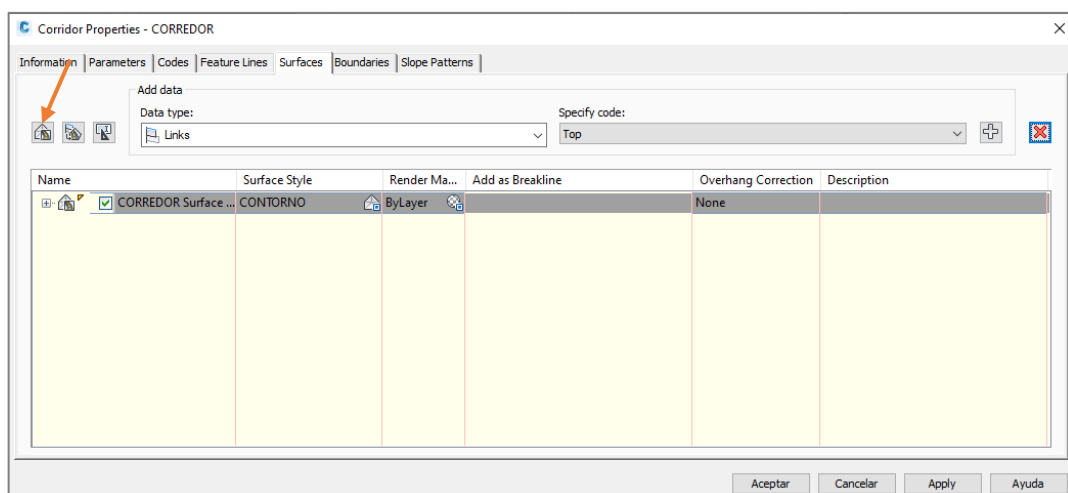 Corridor Properties - CORREDOR
Information Parameters Codes Feature Lines Surfaces Boundaries Slope Patterns
Add data
Data type: Specify code:
Links Top
Name Surface Style Render Ma... Add as Breakline Overhang Correction Description
CORREDOR Surface ... CONTORNO ByLayer None
Aceptar Cancelar Apply Ayuda